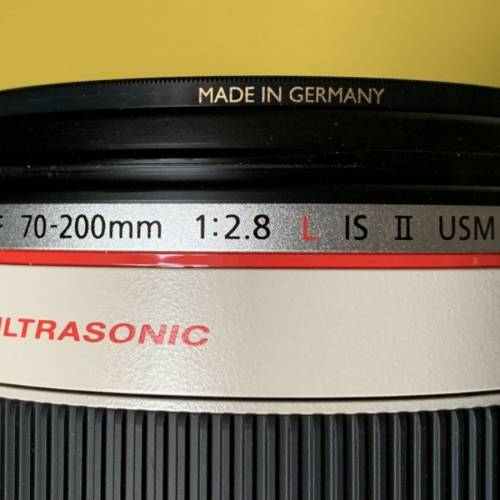 MADE IN GERMANY
F 70-200mm 1:2.8 L IS II USM
ULTRASONIC